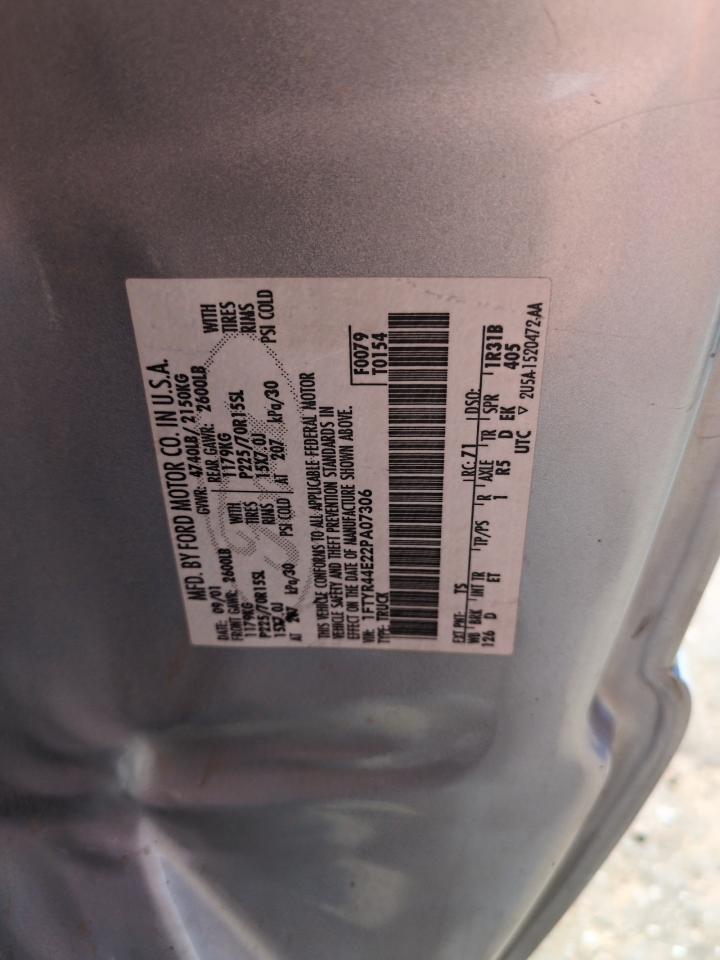 MFD. BY FORD MOTOR CO. IN U.S.A.
DATE: 09/01 GVWR: 4740LB/ 2150KG
FRONT GAWR: 2600LB REAR GAWR: 2600LB
1179KG WITH 1179KG WITH
P225/70R15SL TIRES P225/70R15SL TIRES
15X7.0J RIMS 15X7.0J RIMS
AT 207 kPa/30 PSI COLD AT 207 kPa/30 PSI COLD
THIS VEHICLE CONFORMS TO ALL APPLICABLE FEDERAL MOTOR
VEHICLE SAFETY AND THEFT PREVENTION STANDARDS IN
EFFECT ON THE DATE OF MANUFACTURE SHOWN ABOVE.
VIN: 1FTYR44E22PA07306 F0079
TYPE: TRUCK T0154
EXT PNT: TS RC: 71 DSO:
WB BRK INT TR TP/PS R AXLE TR SPR 1R31B
126 D ET 1 R5 D EK 405
UTC ▽ 2U5A-1520472-AA